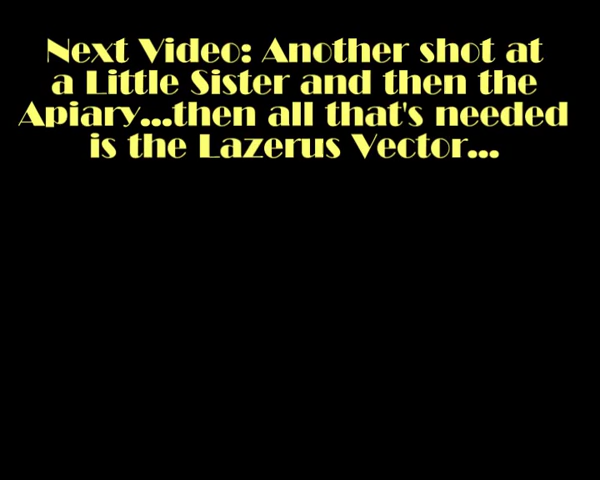 Next Video: Another shot at
a Little Sister and then the
Apiary...then all that's needed
is the Lazerus Vector...